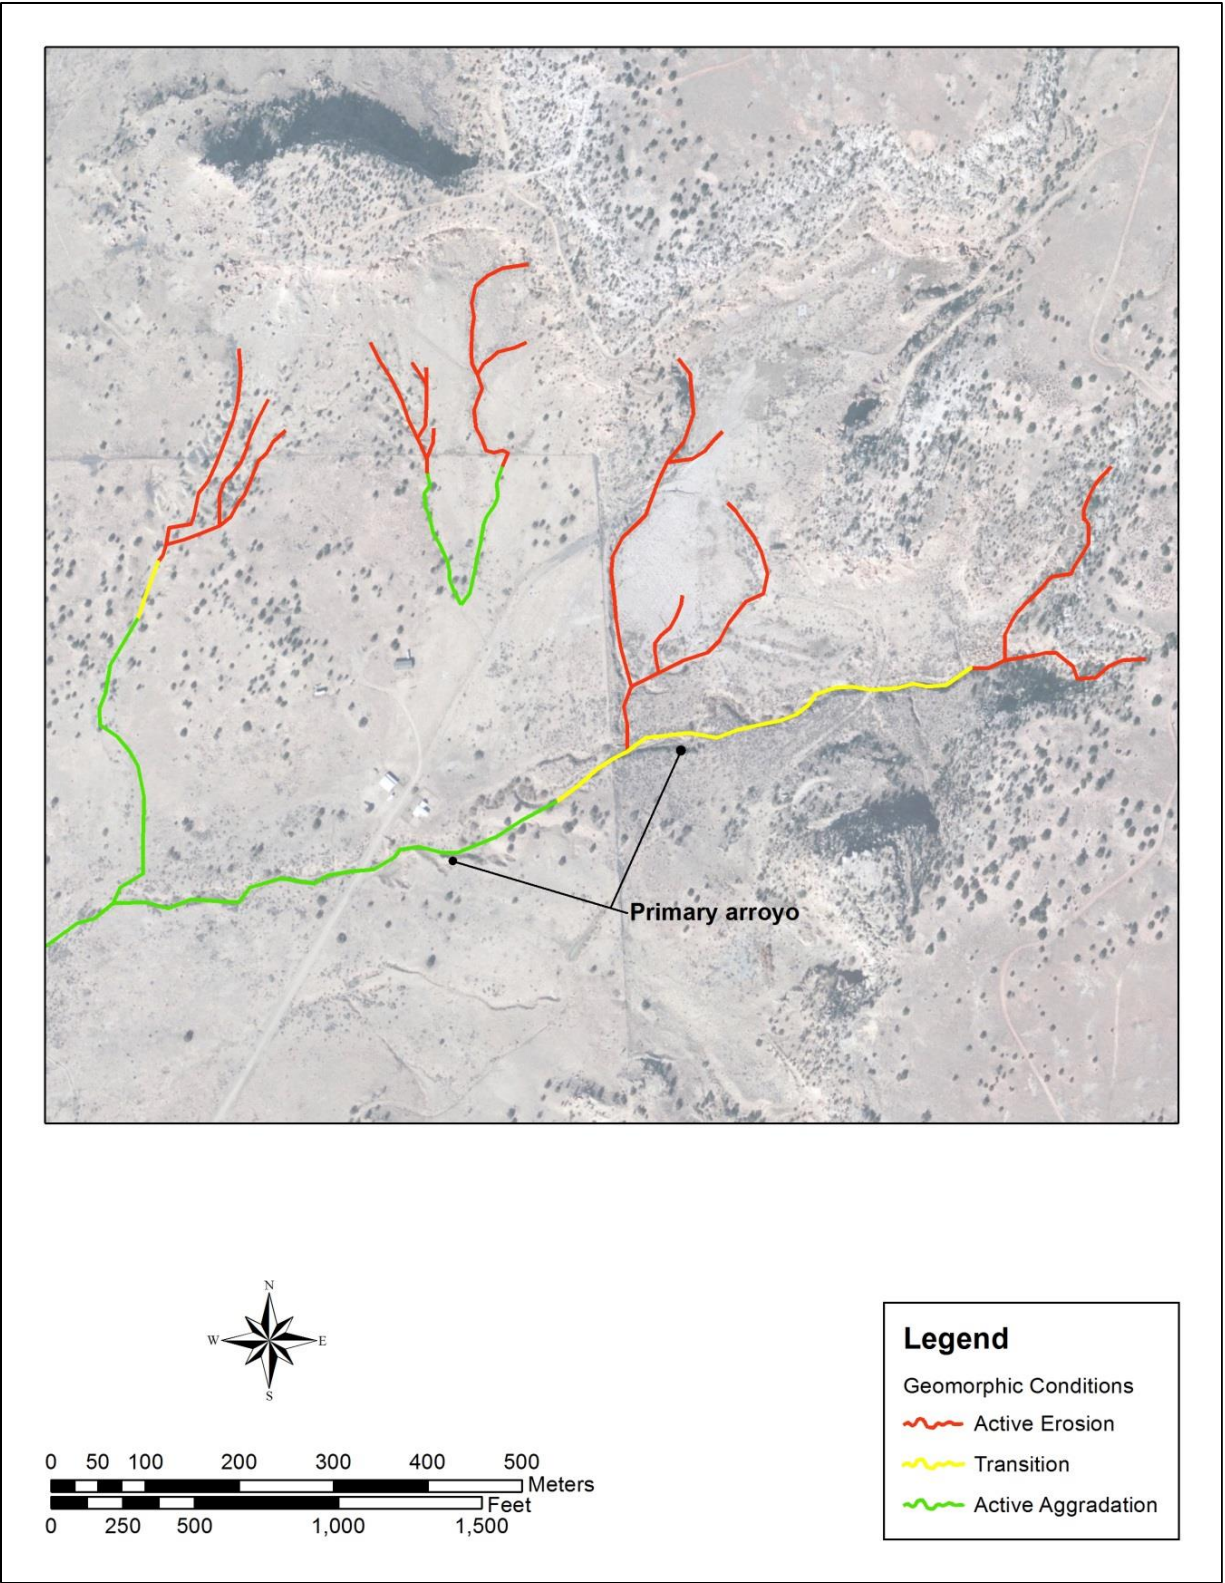 Primary arroyo
N
W E
S
Legend
Geomorphic Conditions
Active Erosion
Transition
Active Aggradation
0 50 100 200 300 400 500
Meters
Feet
0 250 500 1,000 1,500